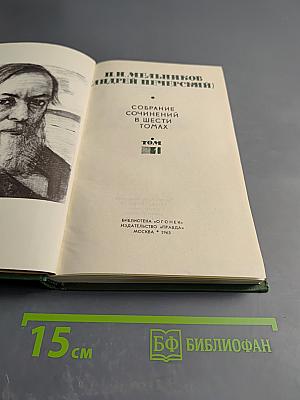 П. И. МЕЛЬНИКОВ
(АНДРЕЙ ПЕЧЕРСКИЙ)
СОБРАНИЕ
СОЧИНЕНИЙ
В ШЕСТИ
ТОМАХ
ТОМ
БИБЛИОТЕКА «ОГОНЕК»
ИЗДАТЕЛЬСТВО «ПРАВДА»
МОСКВА • 1963
15 см
БФ БИБЛИОФАН